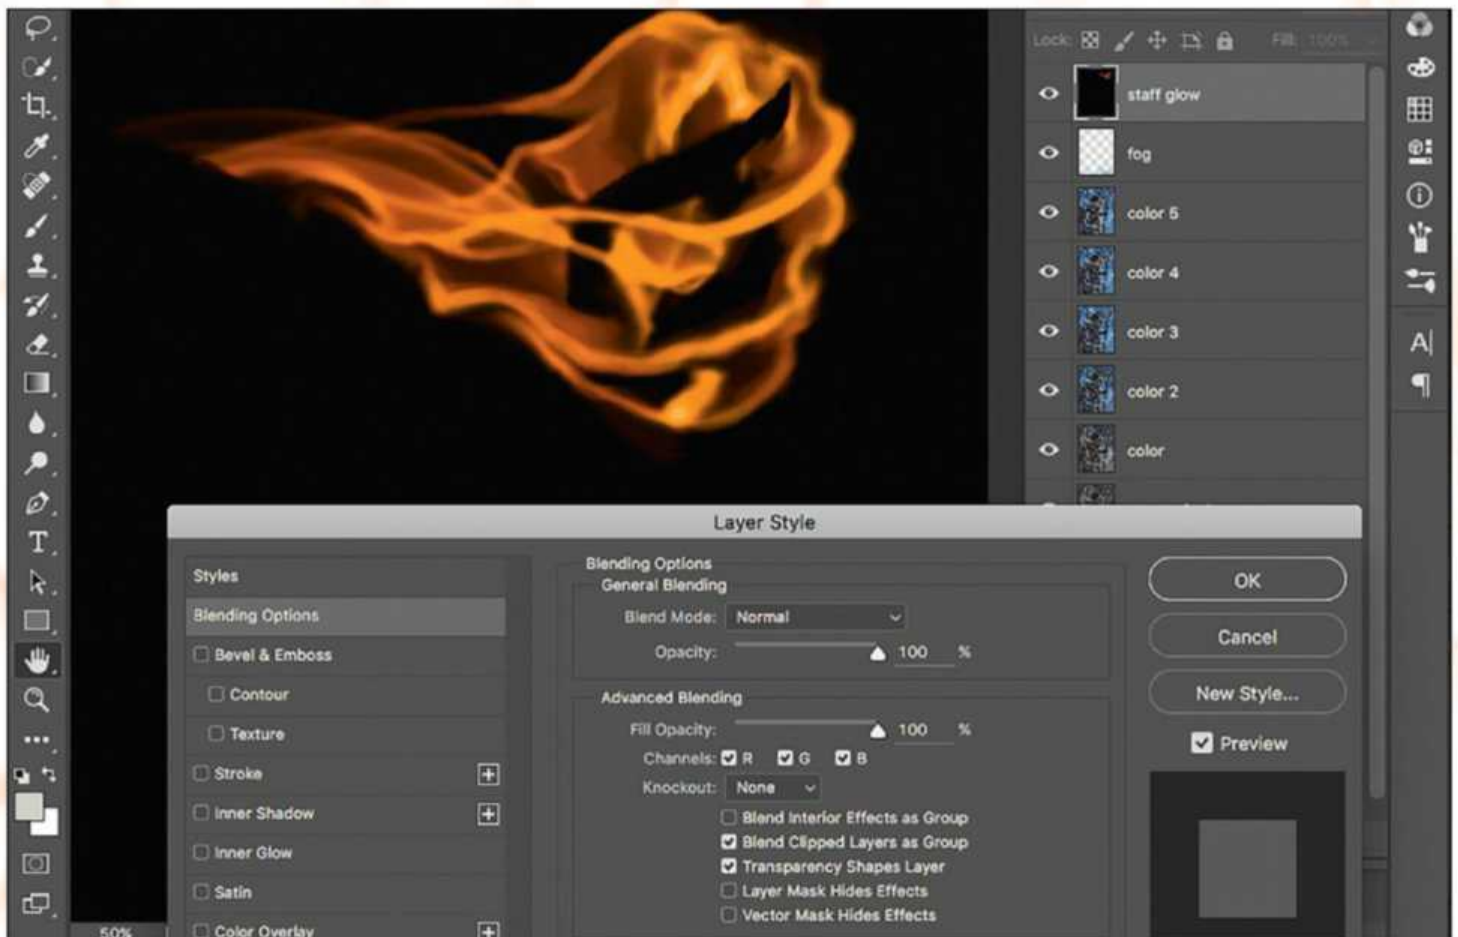 Lock:
Fill: 100%
staff glow
fog
color 5
color 4
color 3
color 2
color
Layer Style
Styles
Blending Options
Bevel & Emboss
Contour
Texture
Stroke
Inner Shadow
Inner Glow
Satin
Color Overlay
Blending Options
General Blending
Blend Mode: Normal
Opacity: 100 %
Advanced Blending
Fill Opacity: 100 %
Channels: R G B
Knockout: None
Blend Interior Effects as Group
Blend Clipped Layers as Group
Transparency Shapes Layer
Layer Mask Hides Effects
Vector Mask Hides Effects
OK
Cancel
New Style...
Preview
50%